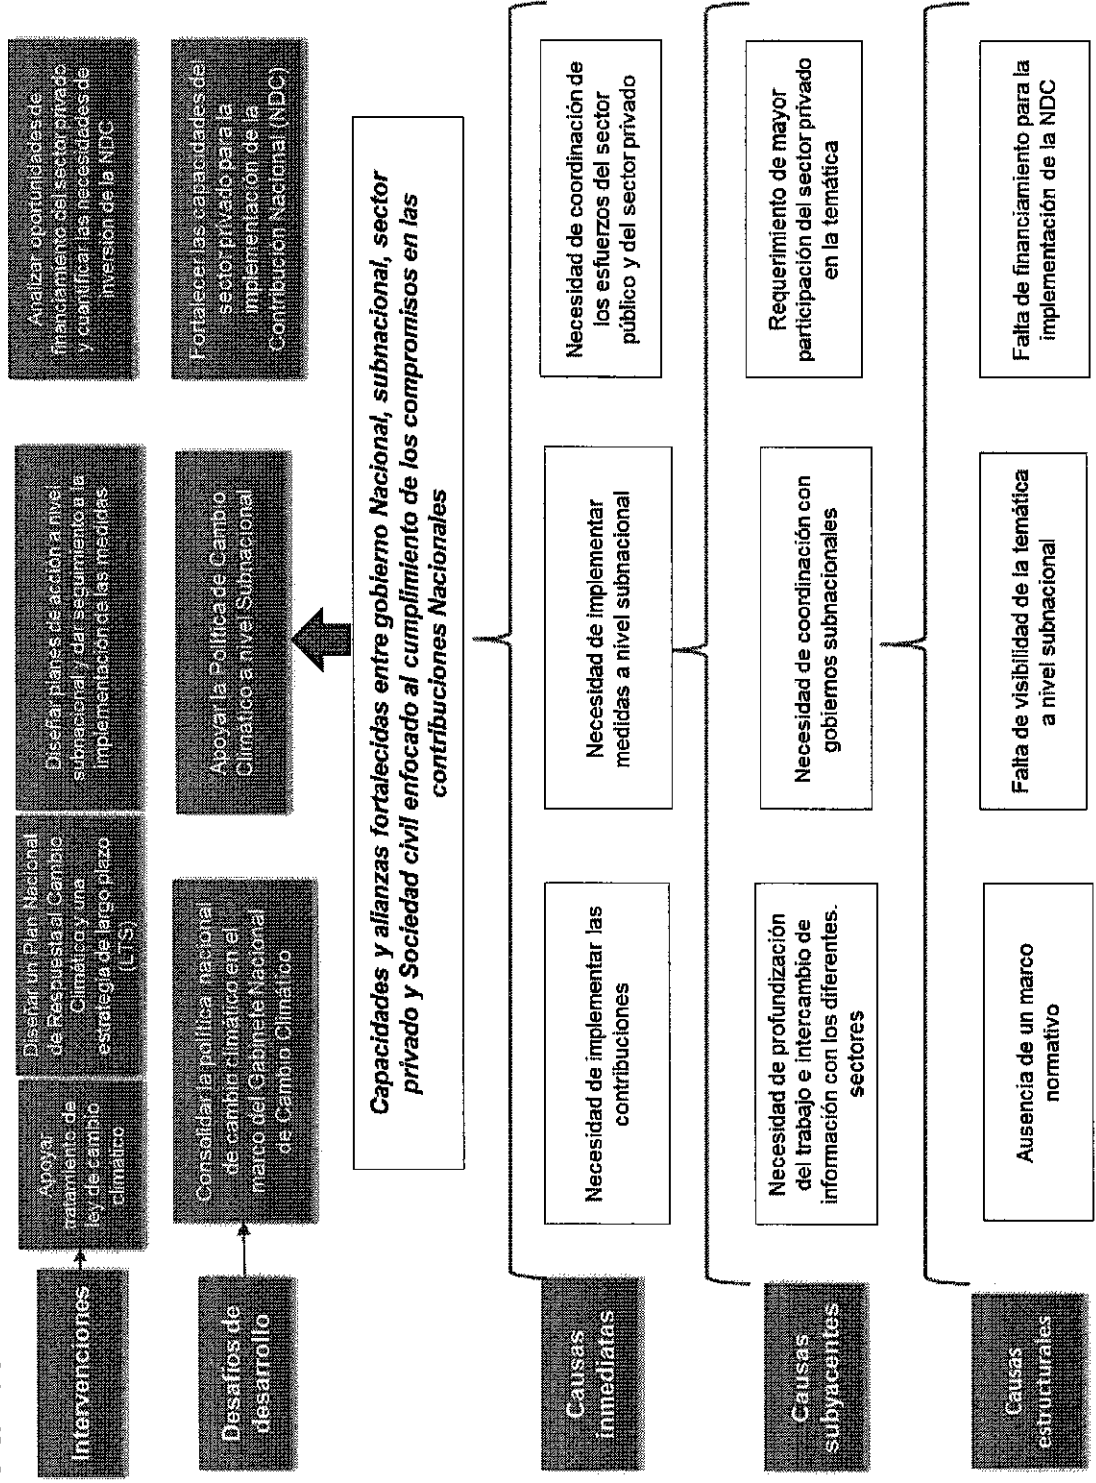 Intervenciones
Apoyar
tratamiento de
ley de cambio
climático
Diseñar un Plan Nacional
de Respuesta al Cambio
Climático y una
estrategia de largo plazo
(LTS)
Diseñar planes de acción a nivel
subnacional y dar seguimiento a la
implementación de las medidas
Analizar oportunidades de
financiamiento del sector privado
y cuantificar las necesidades de
inversión de la NDC
Desafíos de
desarrollo
Consolidar la política nacional
de cambio climático en el
marco del Gabinete Nacional
de Cambio Climático
Apoyar la Política de Cambio
Climático a nivel Subnacional
Fortalecer las capacidades del
sector privado para la
implementación de la
Contribución Nacional (NDC)
Capacidades y alianzas fortalecidas entre gobierno Nacional, subnacional, sector
privado y Sociedad civil enfocado al cumplimiento de los compromisos en las
contribuciones Nacionales
Causas
inmediatas
Necesidad de implementar las
contribuciones
Necesidad de implementar
medidas a nivel subnacional
Necesidad de coordinación de
los esfuerzos del sector
público y del sector privado
Causas
subyacentes
Necesidad de profundización
del trabajo e intercambio de
información con los diferentes.
sectores
Necesidad de coordinación con
gobiernos subnacionales
Requerimiento de mayor
participación del sector privado
en la temática
Causas
estructurales
Ausencia de un marco
normativo
Falta de visibilidad de la temática
a nivel subnacional
Falta de financiamiento para la
implementación de la NDC